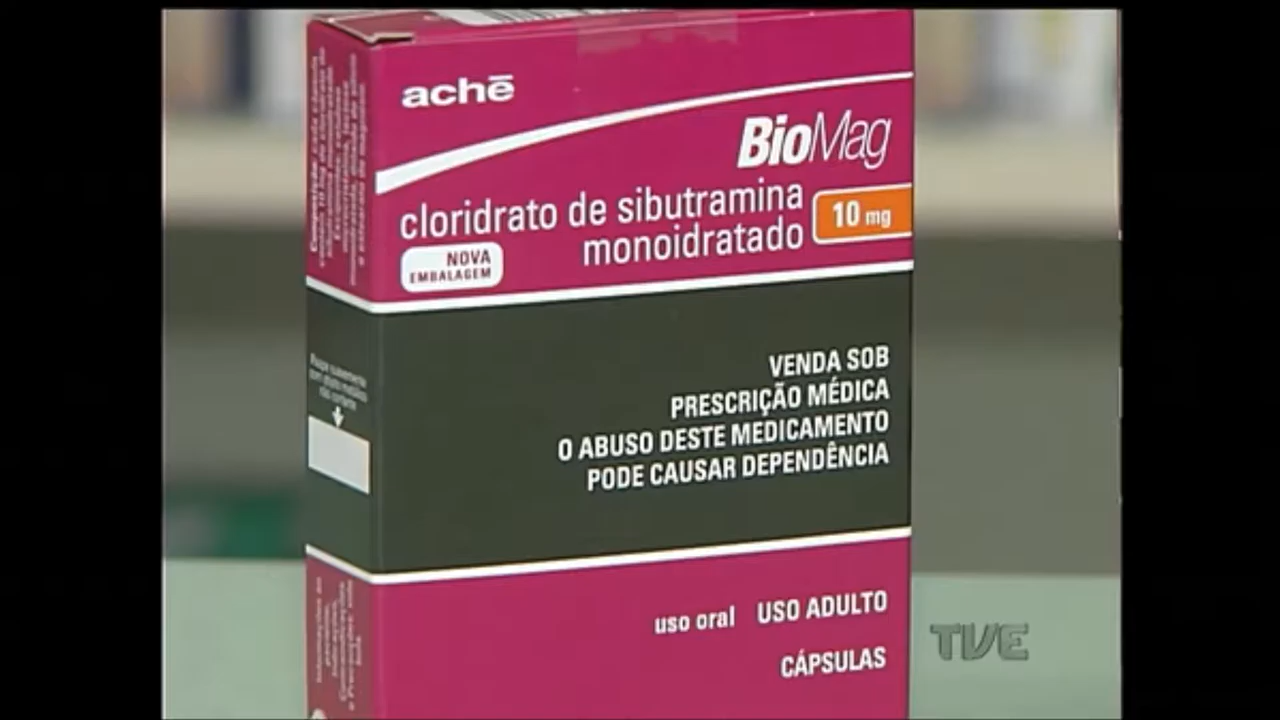 achē
BioMag
cloridrato de sibutramina
monoidratado
10 mg
NOVA
EMBALAGEM
VENDA SOB
PRESCRIÇÃO MÉDICA
O ABUSO DESTE MEDICAMENTO
PODE CAUSAR DEPENDÊNCIA
uso oral USO ADULTO
CÁPSULAS
TVE